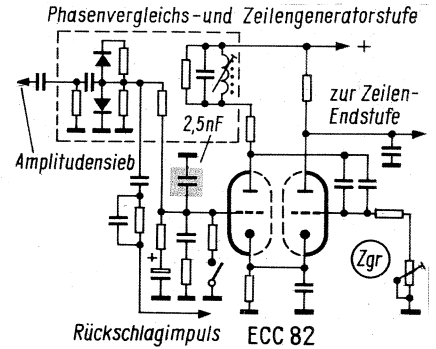 Phasenvergleichs-und Zeilengeneratorstufe
+
zur Zeilen-
Endstufe
2,5nF
Amplitudensieb
+
Zgr
Rückschlagimpuls
ECC 82